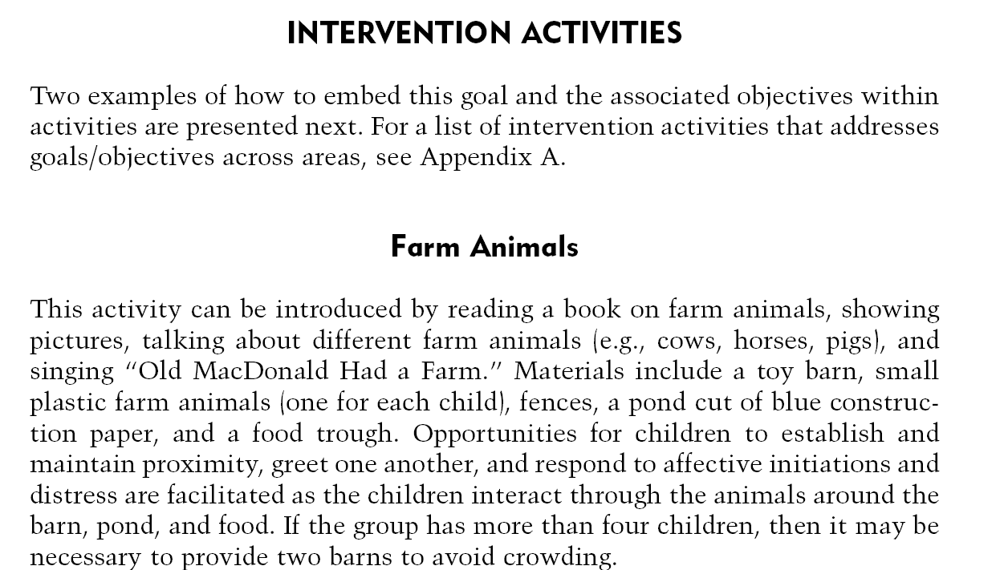 INTERVENTION ACTIVITIES
Two examples of how to embed this goal and the associated objectives within
activities are presented next. For a list of intervention activities that addresses
goals/objectives across areas, see Appendix A.
Farm Animals
This activity can be introduced by reading a book on farm animals, showing
pictures, talking about different farm animals (e.g., cows, horses, pigs), and
singing “Old MacDonald Had a Farm.” Materials include a toy barn, small
plastic farm animals (one for each child), fences, a pond cut of blue construc-
tion paper, and a food trough. Opportunities for children to establish and
maintain proximity, greet one another, and respond to affective initiations and
distress are facilitated as the children interact through the animals around the
barn, pond, and food. If the group has more than four children, then it may be
necessary to provide two barns to avoid crowding.